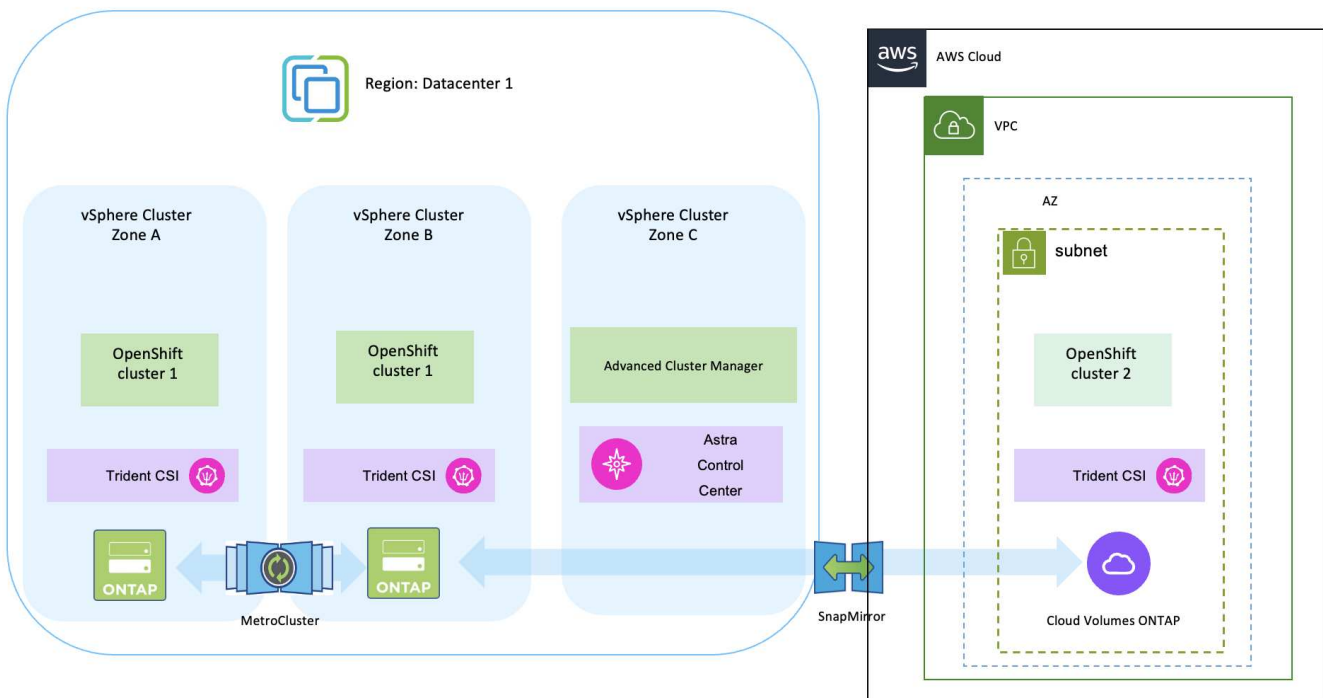 Region: Datacenter 1
vSphere Cluster
Zone A
OpenShift
cluster 1
Trident CSI
ONTAP
MetroCluster
vSphere Cluster
Zone B
OpenShift
cluster 1
Trident CSI
ONTAP
vSphere Cluster
Zone C
Advanced Cluster Manager
Astra
Control
Center
SnapMirror
aws
AWS Cloud
VPC
AZ
subnet
OpenShift
cluster 2
Trident CSI
Cloud Volumes ONTAP